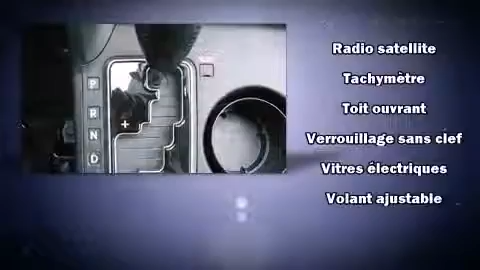 Radio satellite
Tachymètre
Toit ouvrant
Verrouillage sans clef
Vitres électriques
Volant ajustable
P
R
N
D
+